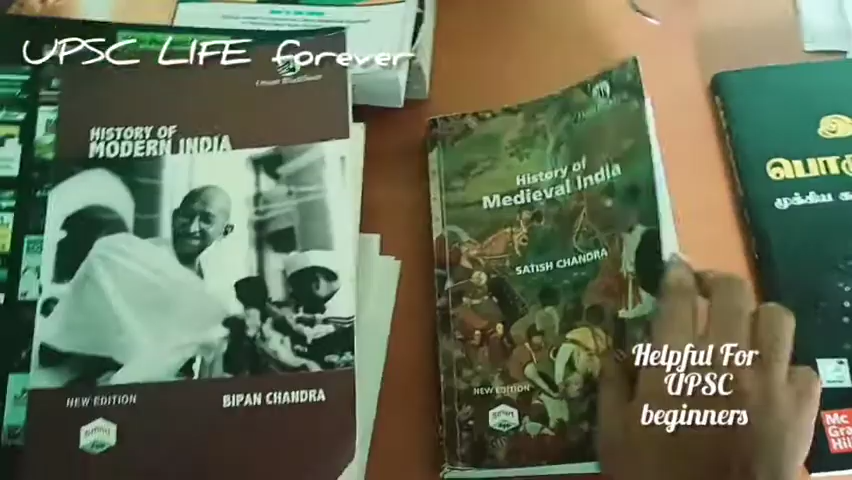 UPSC LIFE forever
HISTORY OF
MODERN INDIA
NEW EDITION
BIPAN CHANDRA
History of
Medieval India
SATISH CHANDRA
NEW EDITION
Helpful For
UPSC
beginners
முக்கிய
Mc
Gra
Hil